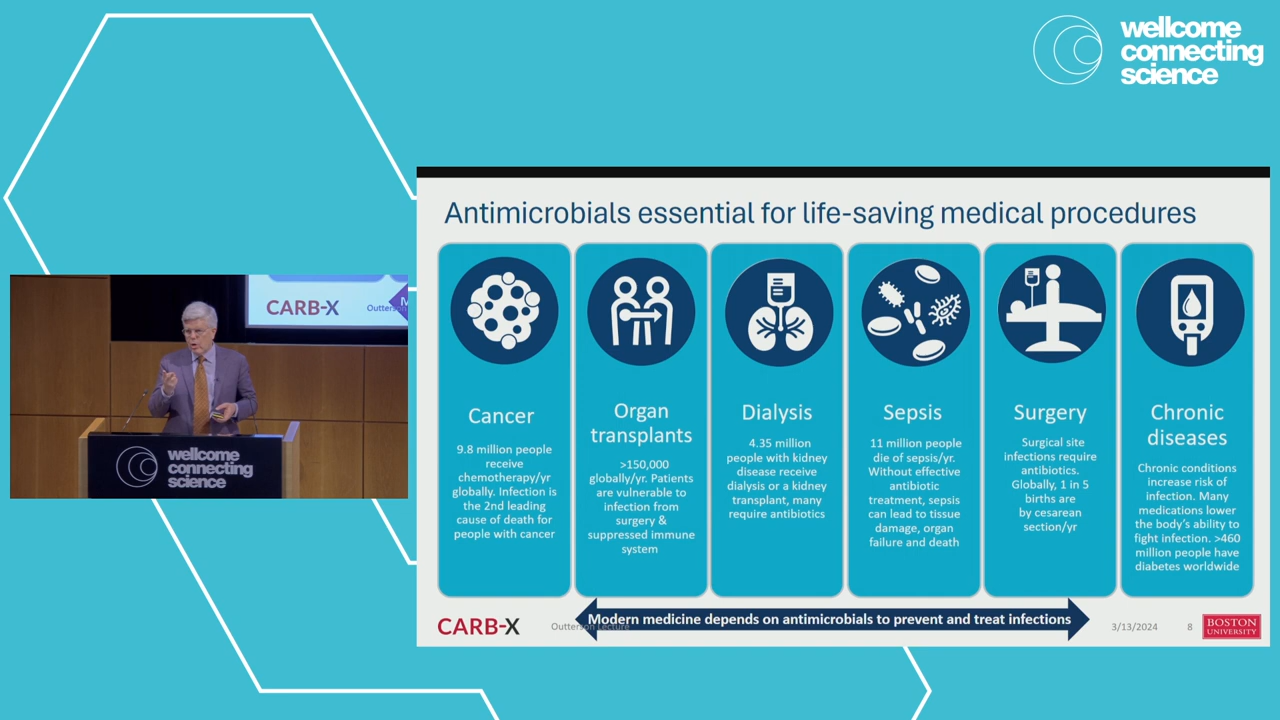 wellcome
connecting
science
Antimicrobials essential for life-saving medical procedures
Cancer
9.8 million people
receive
chemotherapy/yr
globally. Infection is
the 2nd leading
cause of death for
people with cancer
Organ
transplants
>150,000
globally/yr. Patients
are vulnerable to
infection from
surgery &
suppressed immune
system
Dialysis
4.35 million
people with kidney
disease receive
dialysis or a kidney
transplant, many
require antibiotics
Sepsis
11 million people
die of sepsis/yr.
Without effective
antibiotic
treatment, sepsis
can lead to tissue
damage, organ
failure and death
Surgery
Surgical site
infections require
antibiotics.
Globally, 1 in 5
births are
by cesarean
section/yr
Chronic
diseases
Chronic conditions
increase risk of
infection. Many
medications lower
the body's ability to
fight infection. >460
million people have
diabetes worldwide
Modern medicine depends on antimicrobials to prevent and treat infections
CARB-X
Outterson Lecture
3/13/2024
8
BOSTON
UNIVERSITY
CARB-X
Outterson
M
wellcome
connecting
science